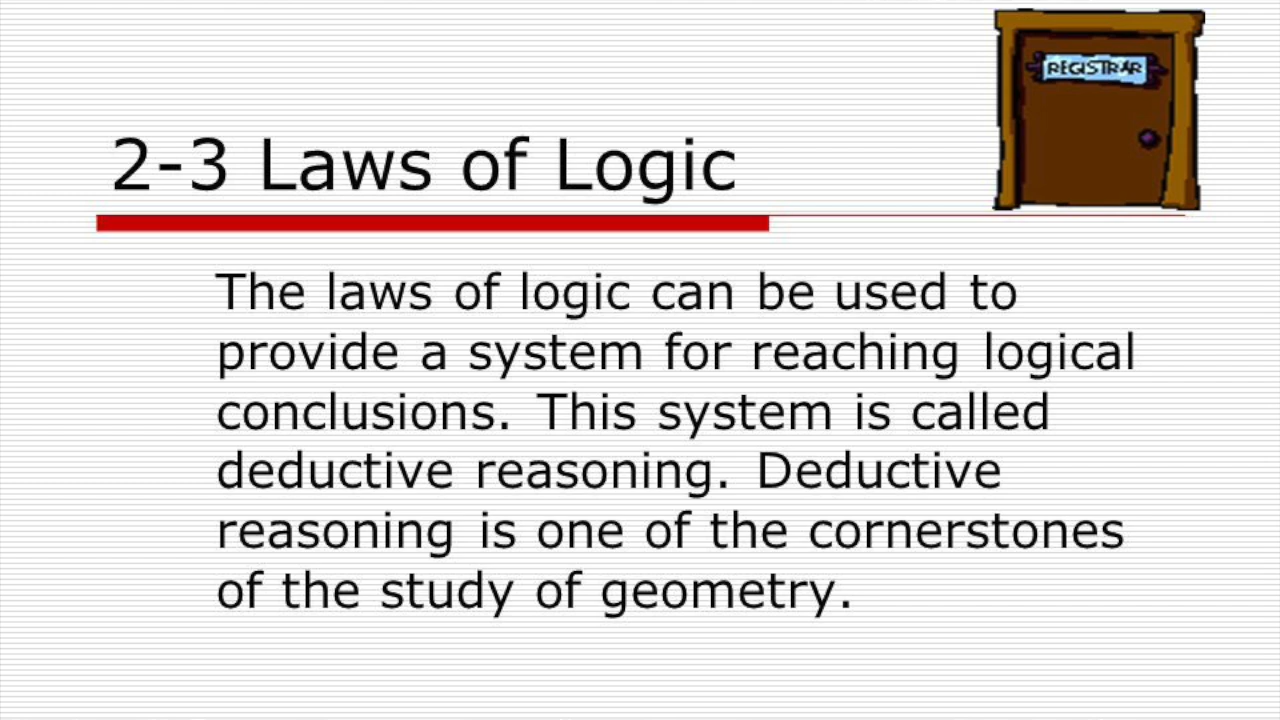 REGISTRAR
2-3 Laws of Logic
The laws of logic can be used to
provide a system for reaching logical
conclusions. This system is called
deductive reasoning. Deductive
reasoning is one of the cornerstones
of the study of geometry.